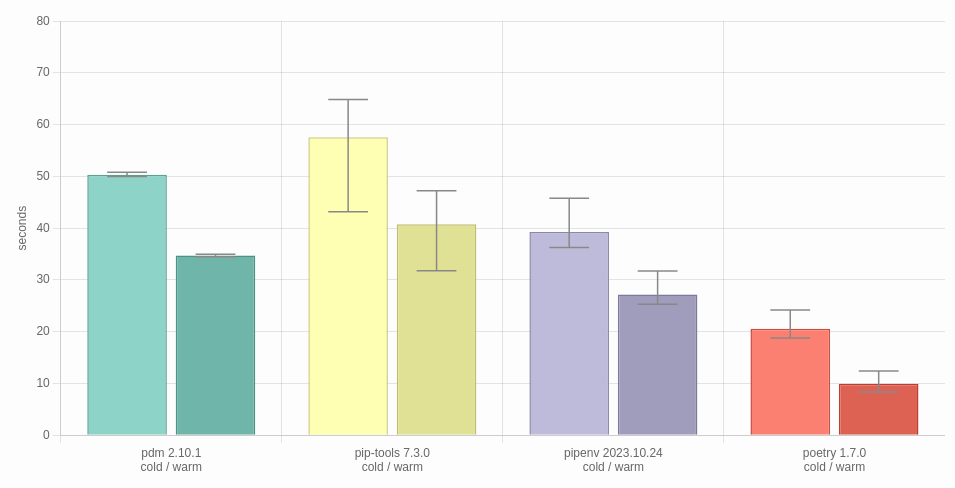 80
70
60
50
40
30
20
10
0
seconds
pdm 2.10.1
cold / warm
pip-tools 7.3.0
cold / warm
pipenv 2023.10.24
cold / warm
poetry 1.7.0
cold / warm